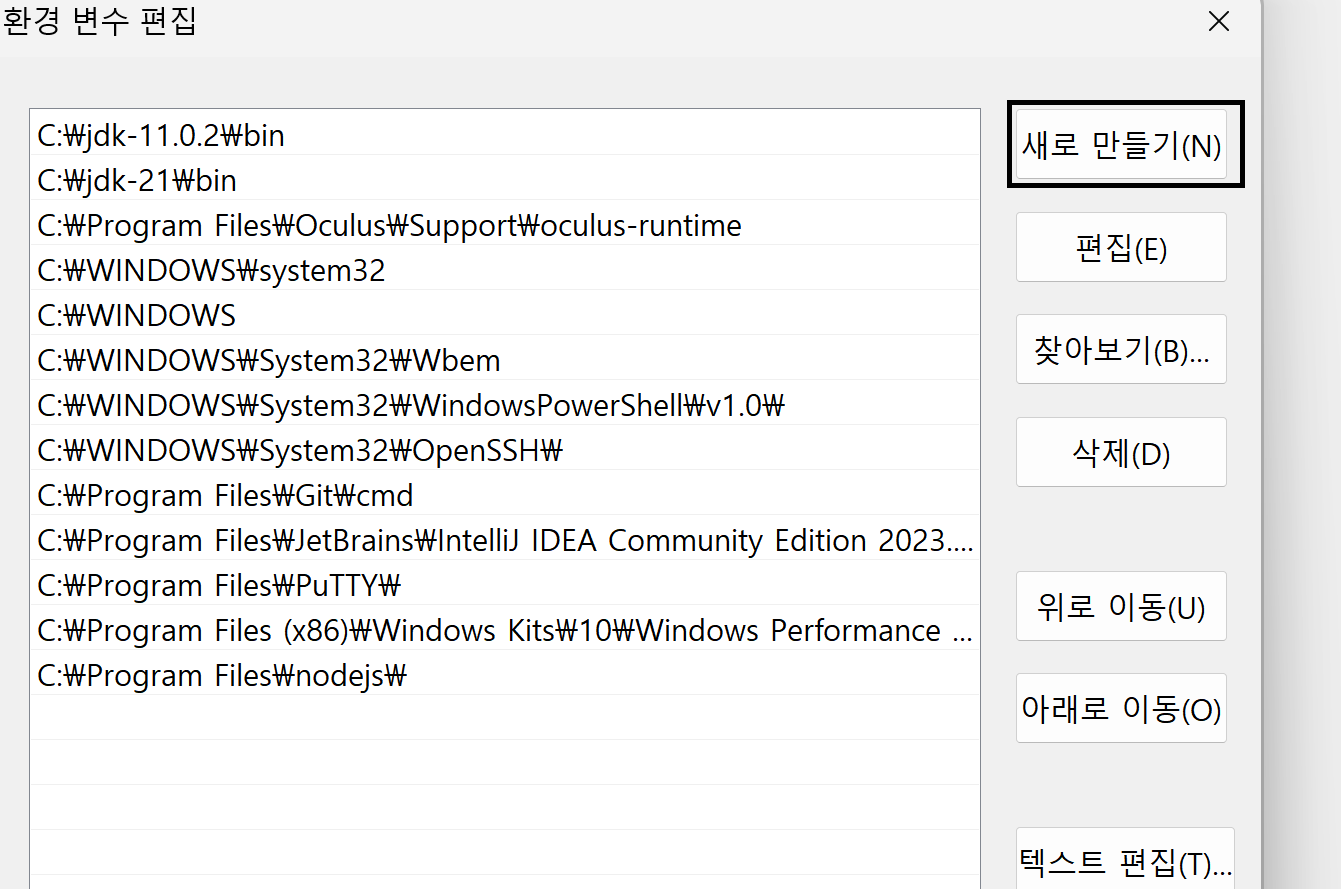 환경 변수 편집
C:₩jdk-11.0.2₩bin
새로 만들기(N)
C:₩jdk-21₩bin
C:₩Program Files₩Oculus₩Support₩oculus-runtime
편집(E)
C:₩WINDOWS₩system32
C:₩WINDOWS
C:₩WINDOWS₩System32₩Wbem
찾아보기(B)...
C:₩WINDOWS₩System32₩WindowsPowerShell₩v1.0₩
C:₩WINDOWS₩System32₩OpenSSH₩
삭제(D)
C:₩Program Files₩Git₩cmd
C:₩Program Files₩JetBrains₩IntelliJ IDEA Community Edition 2023....
C:₩Program Files₩PuTTY₩
위로 이동(U)
C:₩Program Files (x86)₩Windows Kits₩10₩Windows Performance ...
C:₩Program Files₩nodejs₩
아래로 이동(O)
텍스트 편집(T)...